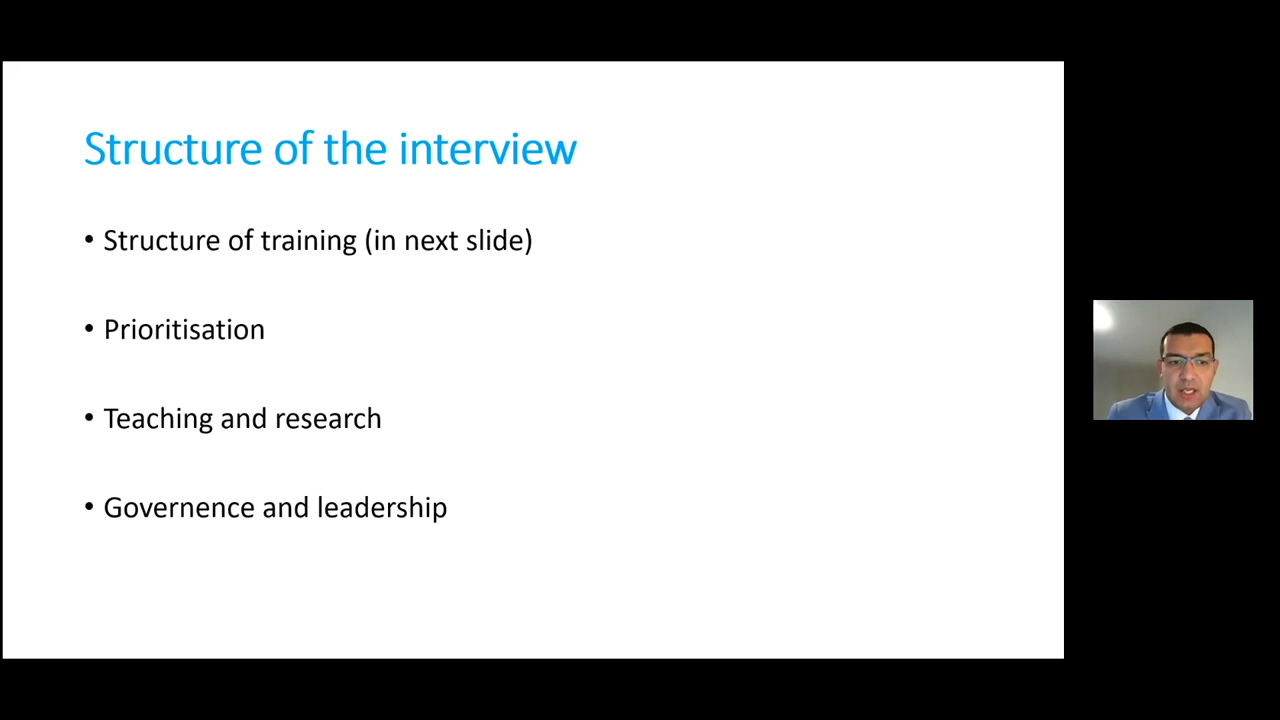 Structure of the interview
• Structure of training (in next slide)
• Prioritisation
• Teaching and research
• Governence and leadership